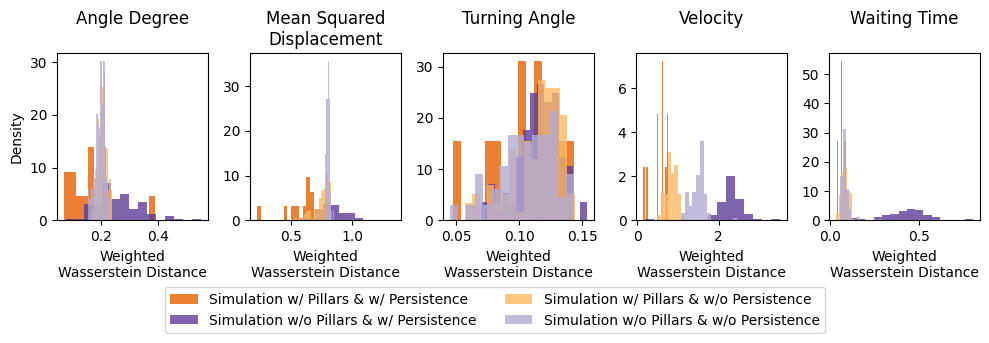 Angle Degree
Mean Squared
Displacement
Turning Angle
Velocity
Waiting Time
Density
30
20
10
0
0.2 0.4
Weighted
Wasserstein Distance
30
20
10
0
0.5 1.0
Weighted
Wasserstein Distance
30
20
10
0
0.05 0.10 0.15
Weighted
Wasserstein Distance
6
4
2
0
0 2
Weighted
Wasserstein Distance
50
40
30
20
10
0
0.0 0.5
Weighted
Wasserstein Distance
Simulation w/ Pillars & w/ Persistence
Simulation w/o Pillars & w/ Persistence
Simulation w/ Pillars & w/o Persistence
Simulation w/o Pillars & w/o Persistence